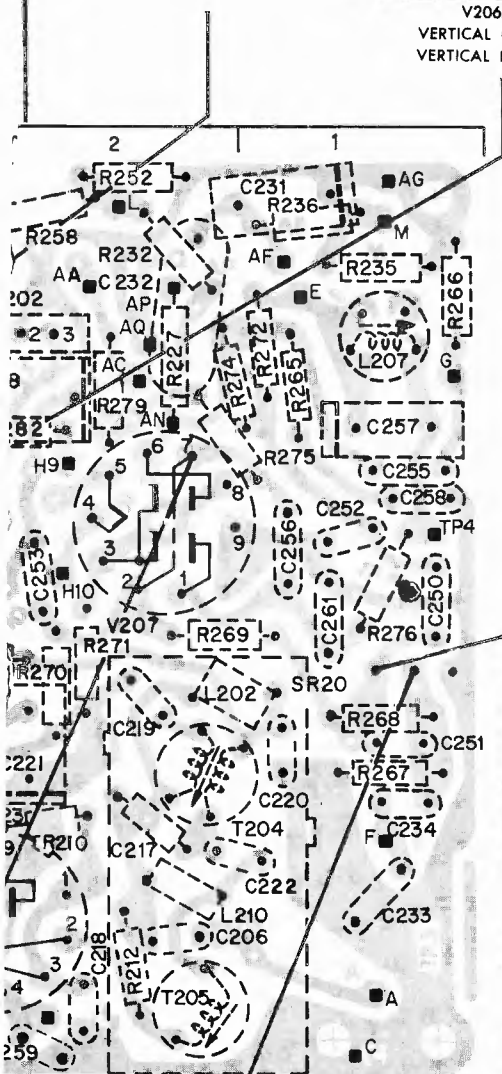 V206
VERTICAL
VERTICAL
2 1
R252
C231
R236
AG
M
R258
R232
AF
R235
AA
C232
AP
E
R266
202
AQ
2 3
R227
R272
R274
R265
L207
AC
G
R279
AN
C257
R275
H9
6
5
C255
8
C258
4
TP4
C252
9
C256
3
C253
H10
2
1
C261
C250
V207
R269
R276
R271
R270
L202
SR20
C219
R268
C251
C221
R267
C220
C234
T204
TR210
C217
F
C222
L210
C233
2
C206
C218
R212
3
T205
4
A
259
C